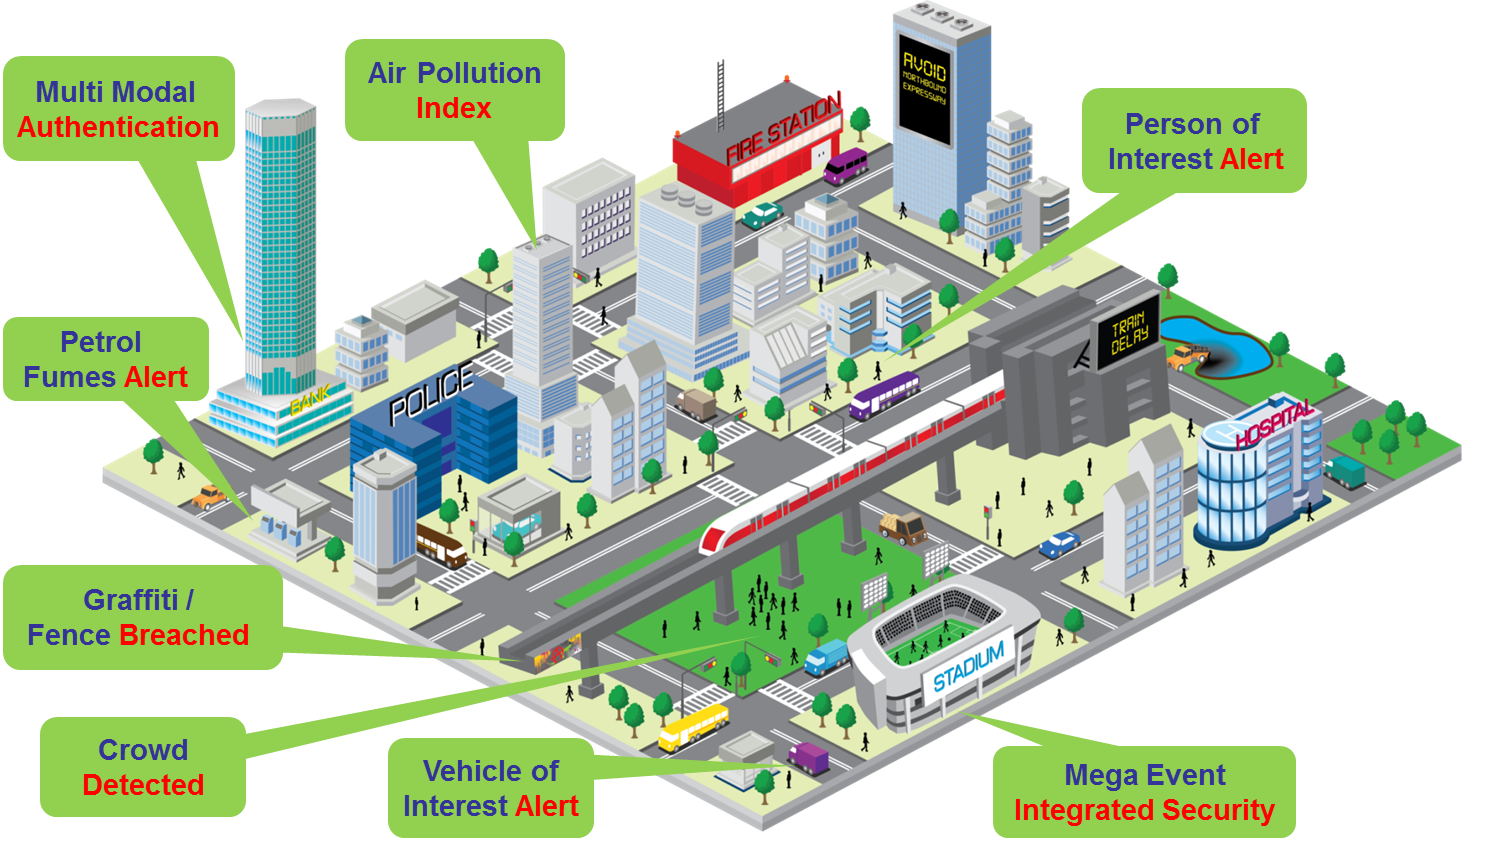 Multi Modal
Authentication
Air Pollution
Index
AVOID
NORTHBOUND
EXPRESSWAY
FIRE STATION
Person of
Interest Alert
Petrol
Fumes Alert
BANK
POLICE
TRAIN
DELAY
H
HOSPITAL
Graffiti /
Fence Breached
STADIUM
Crowd
Detected
Vehicle of
Interest Alert
Mega Event
Integrated Security